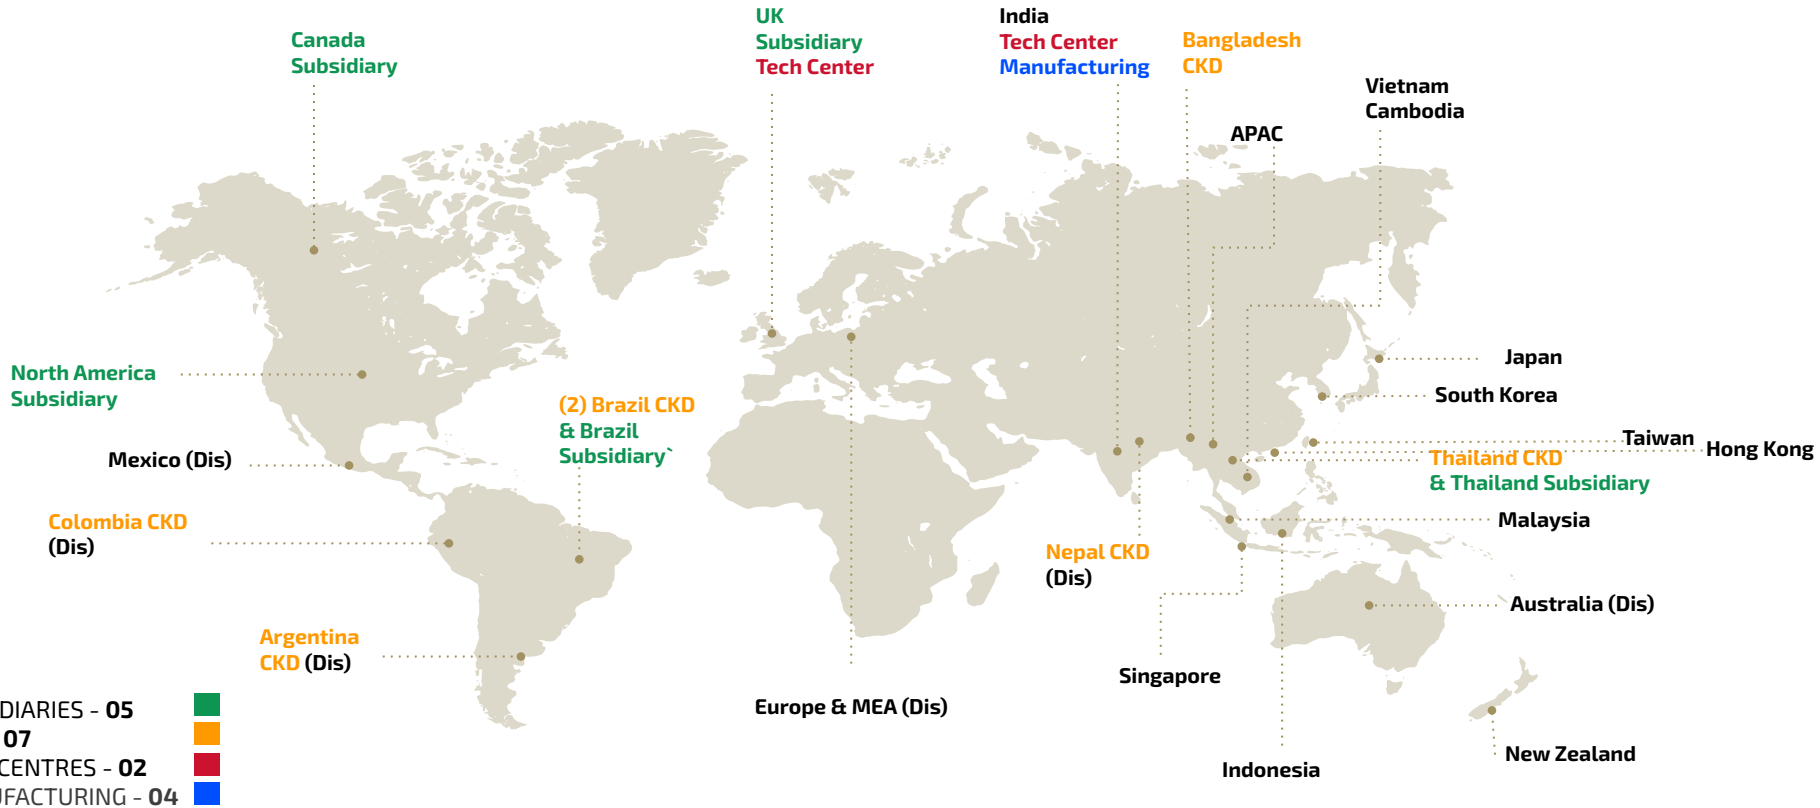 Canada
Subsidiary
UK
Subsidiary
Tech Center
India
Tech Center
Manufacturing
Bangladesh
CKD
Vietnam
Cambodia
APAC
Japan
South Korea
Taiwan
Hong Kong
Thailand CKD
& Thailand Subsidiary
Malaysia
North America
Subsidiary
(2) Brazil CKD
& Brazil
Subsidiary`
Mexico (Dis)
Colombia CKD
(Dis)
Nepal CKD
(Dis)
Australia (Dis)
Argentina
CKD (Dis)
Singapore
Europe & MEA (Dis)
New Zealand
Indonesia
DIARIES - 05
07
CENTRES - 02
UFACTURING - 04